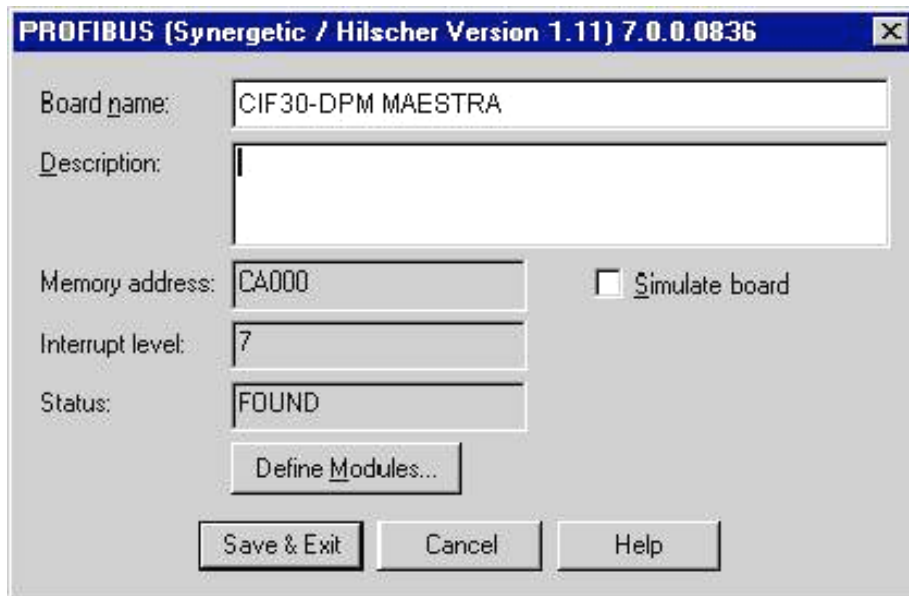 PROFIBUS (Synergetic / Hilscher Version 1.11) 7.0.0.0836
Board name: CIF30-DPM MAESTRA
Description:
Memory address: CA000 Simulate board
Interrupt level: 7
Status: FOUND
Define Modules...
Save & Exit Cancel Help